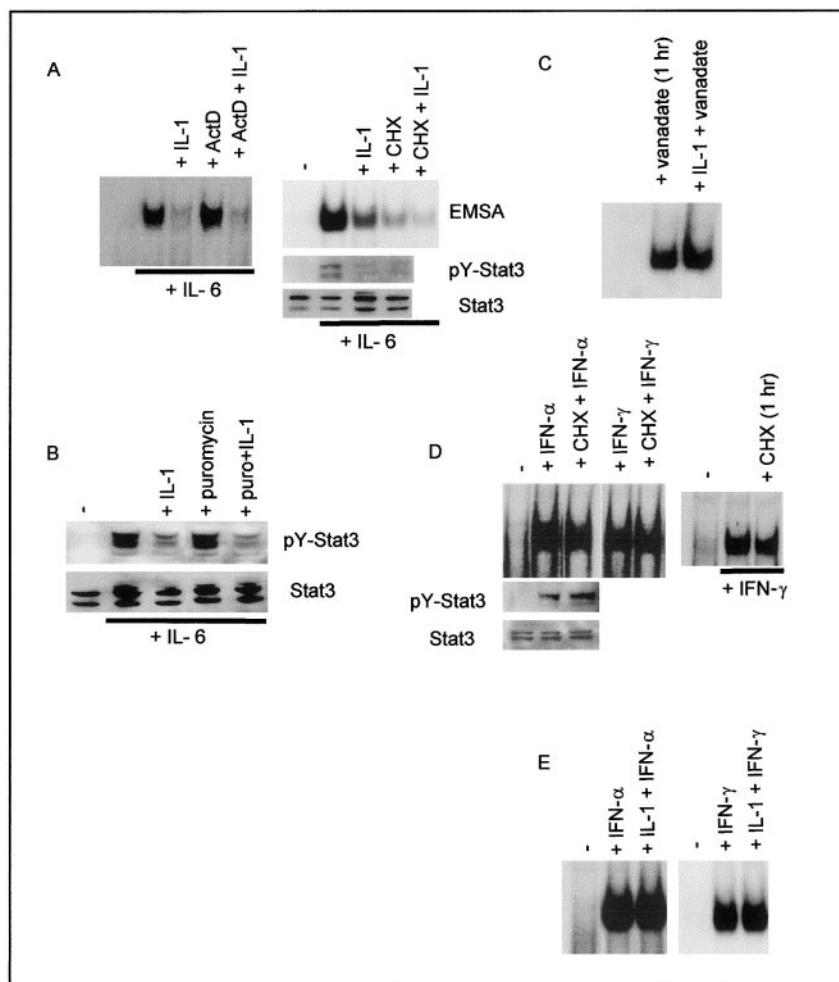 A
+ IL-1
+ ActD
+ ActD + IL-1
+ IL- 6
-
+ IL-1
+ CHX
+ CHX + IL-1
EMSA
pY-Stat3
Stat3
+ IL- 6
C
+ vanadate (1 hr)
+ IL-1 + vanadate
B
-
+ IL-1
+ puromycin
+ puro+IL-1
pY-Stat3
Stat3
+ IL- 6
D
-
+ IFN-α
+ CHX + IFN-α
+ IFN-γ
+ CHX + IFN-γ
pY-Stat3
Stat3
-
+ CHX (1 hr)
+ IFN-γ
E
-
+ IFN-α
+ IL-1 + IFN-α
-
+ IFN-γ
+ IL-1 + IFN-γ